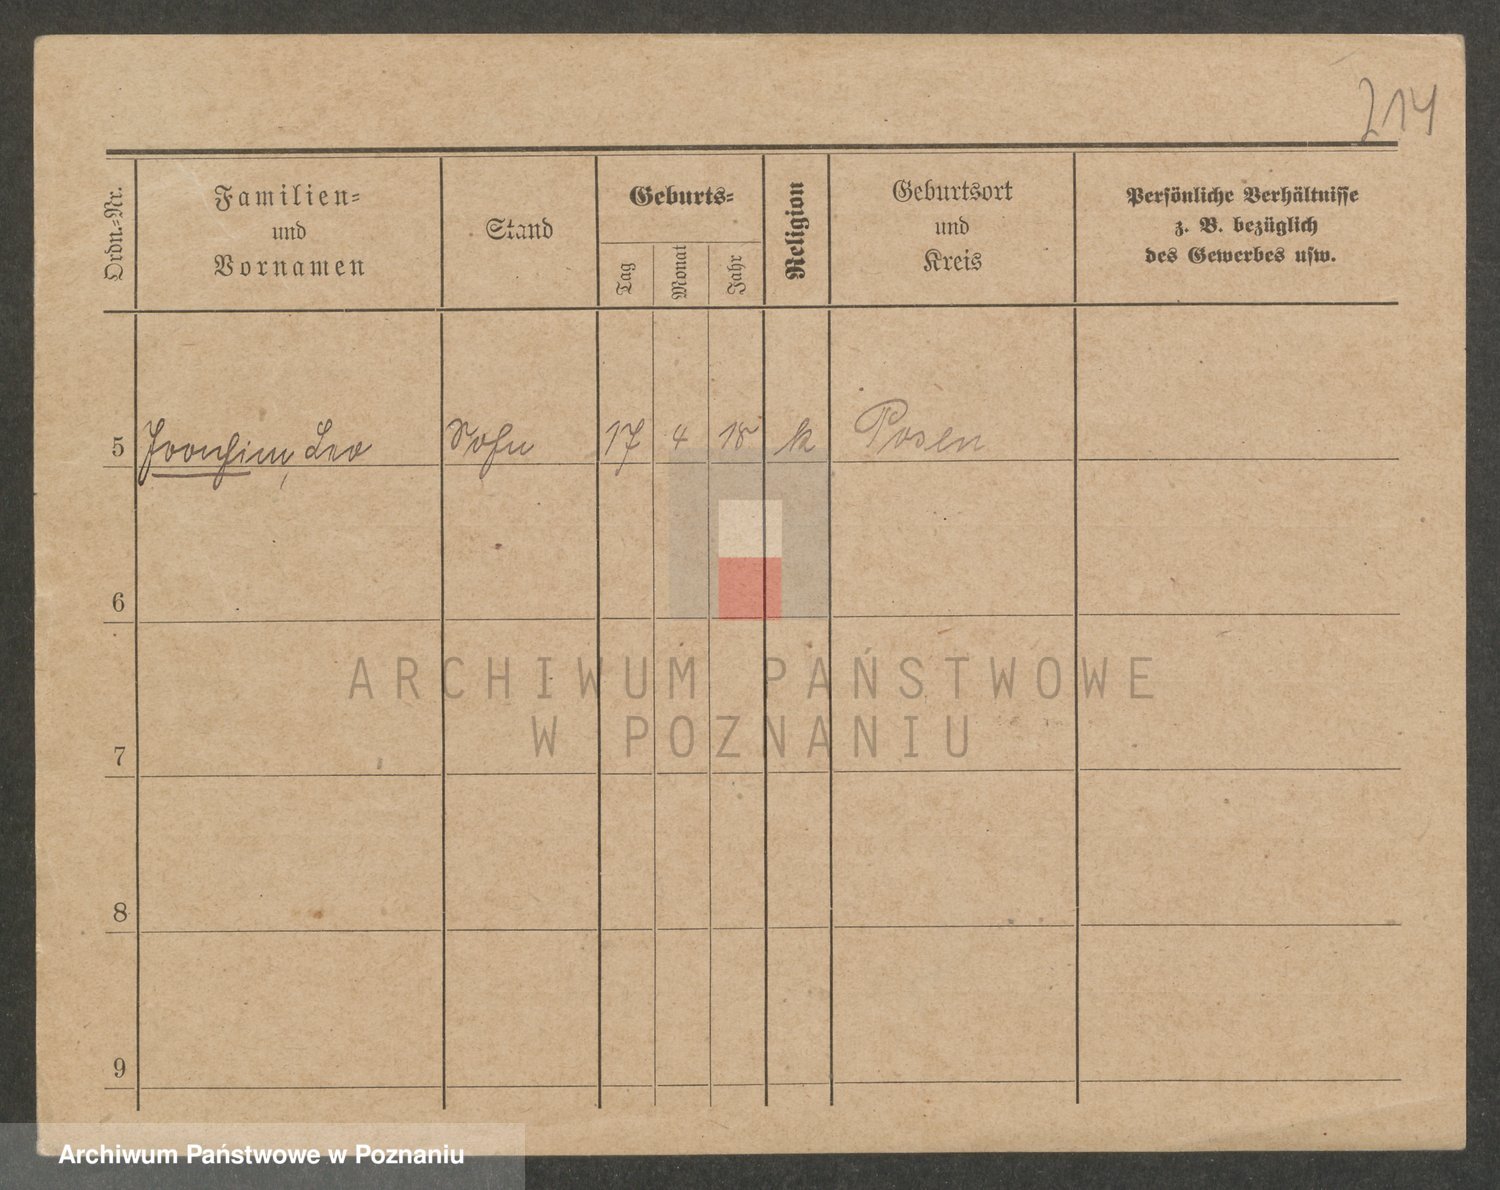 214
Ordn.-Nr.
Familien-
und
Vornamen
Stand
Geburts-
Tag
Monat
Jahr
Religion
Geburtsort
und
Kreis
Persönliche Verhältnisse
z. B. bezüglich
des Gewerbes usw.
5 Joachim, Leo Sohn 17 4 18 k Posen
6
7
8
9
ARCHIWUM PAŃSTWOWE
W POZNANIU
Archiwum Państwowe w Poznaniu